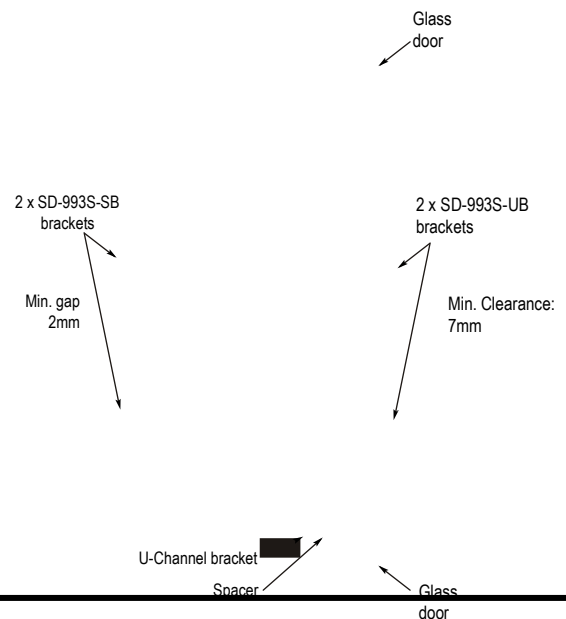 Glass
door
2 x SD-993S-SB
brackets
2 x SD-993S-UB
brackets
Min. gap
2mm
Min. Clearance:
7mm
U-Channel bracket
Spacer
Glass
door